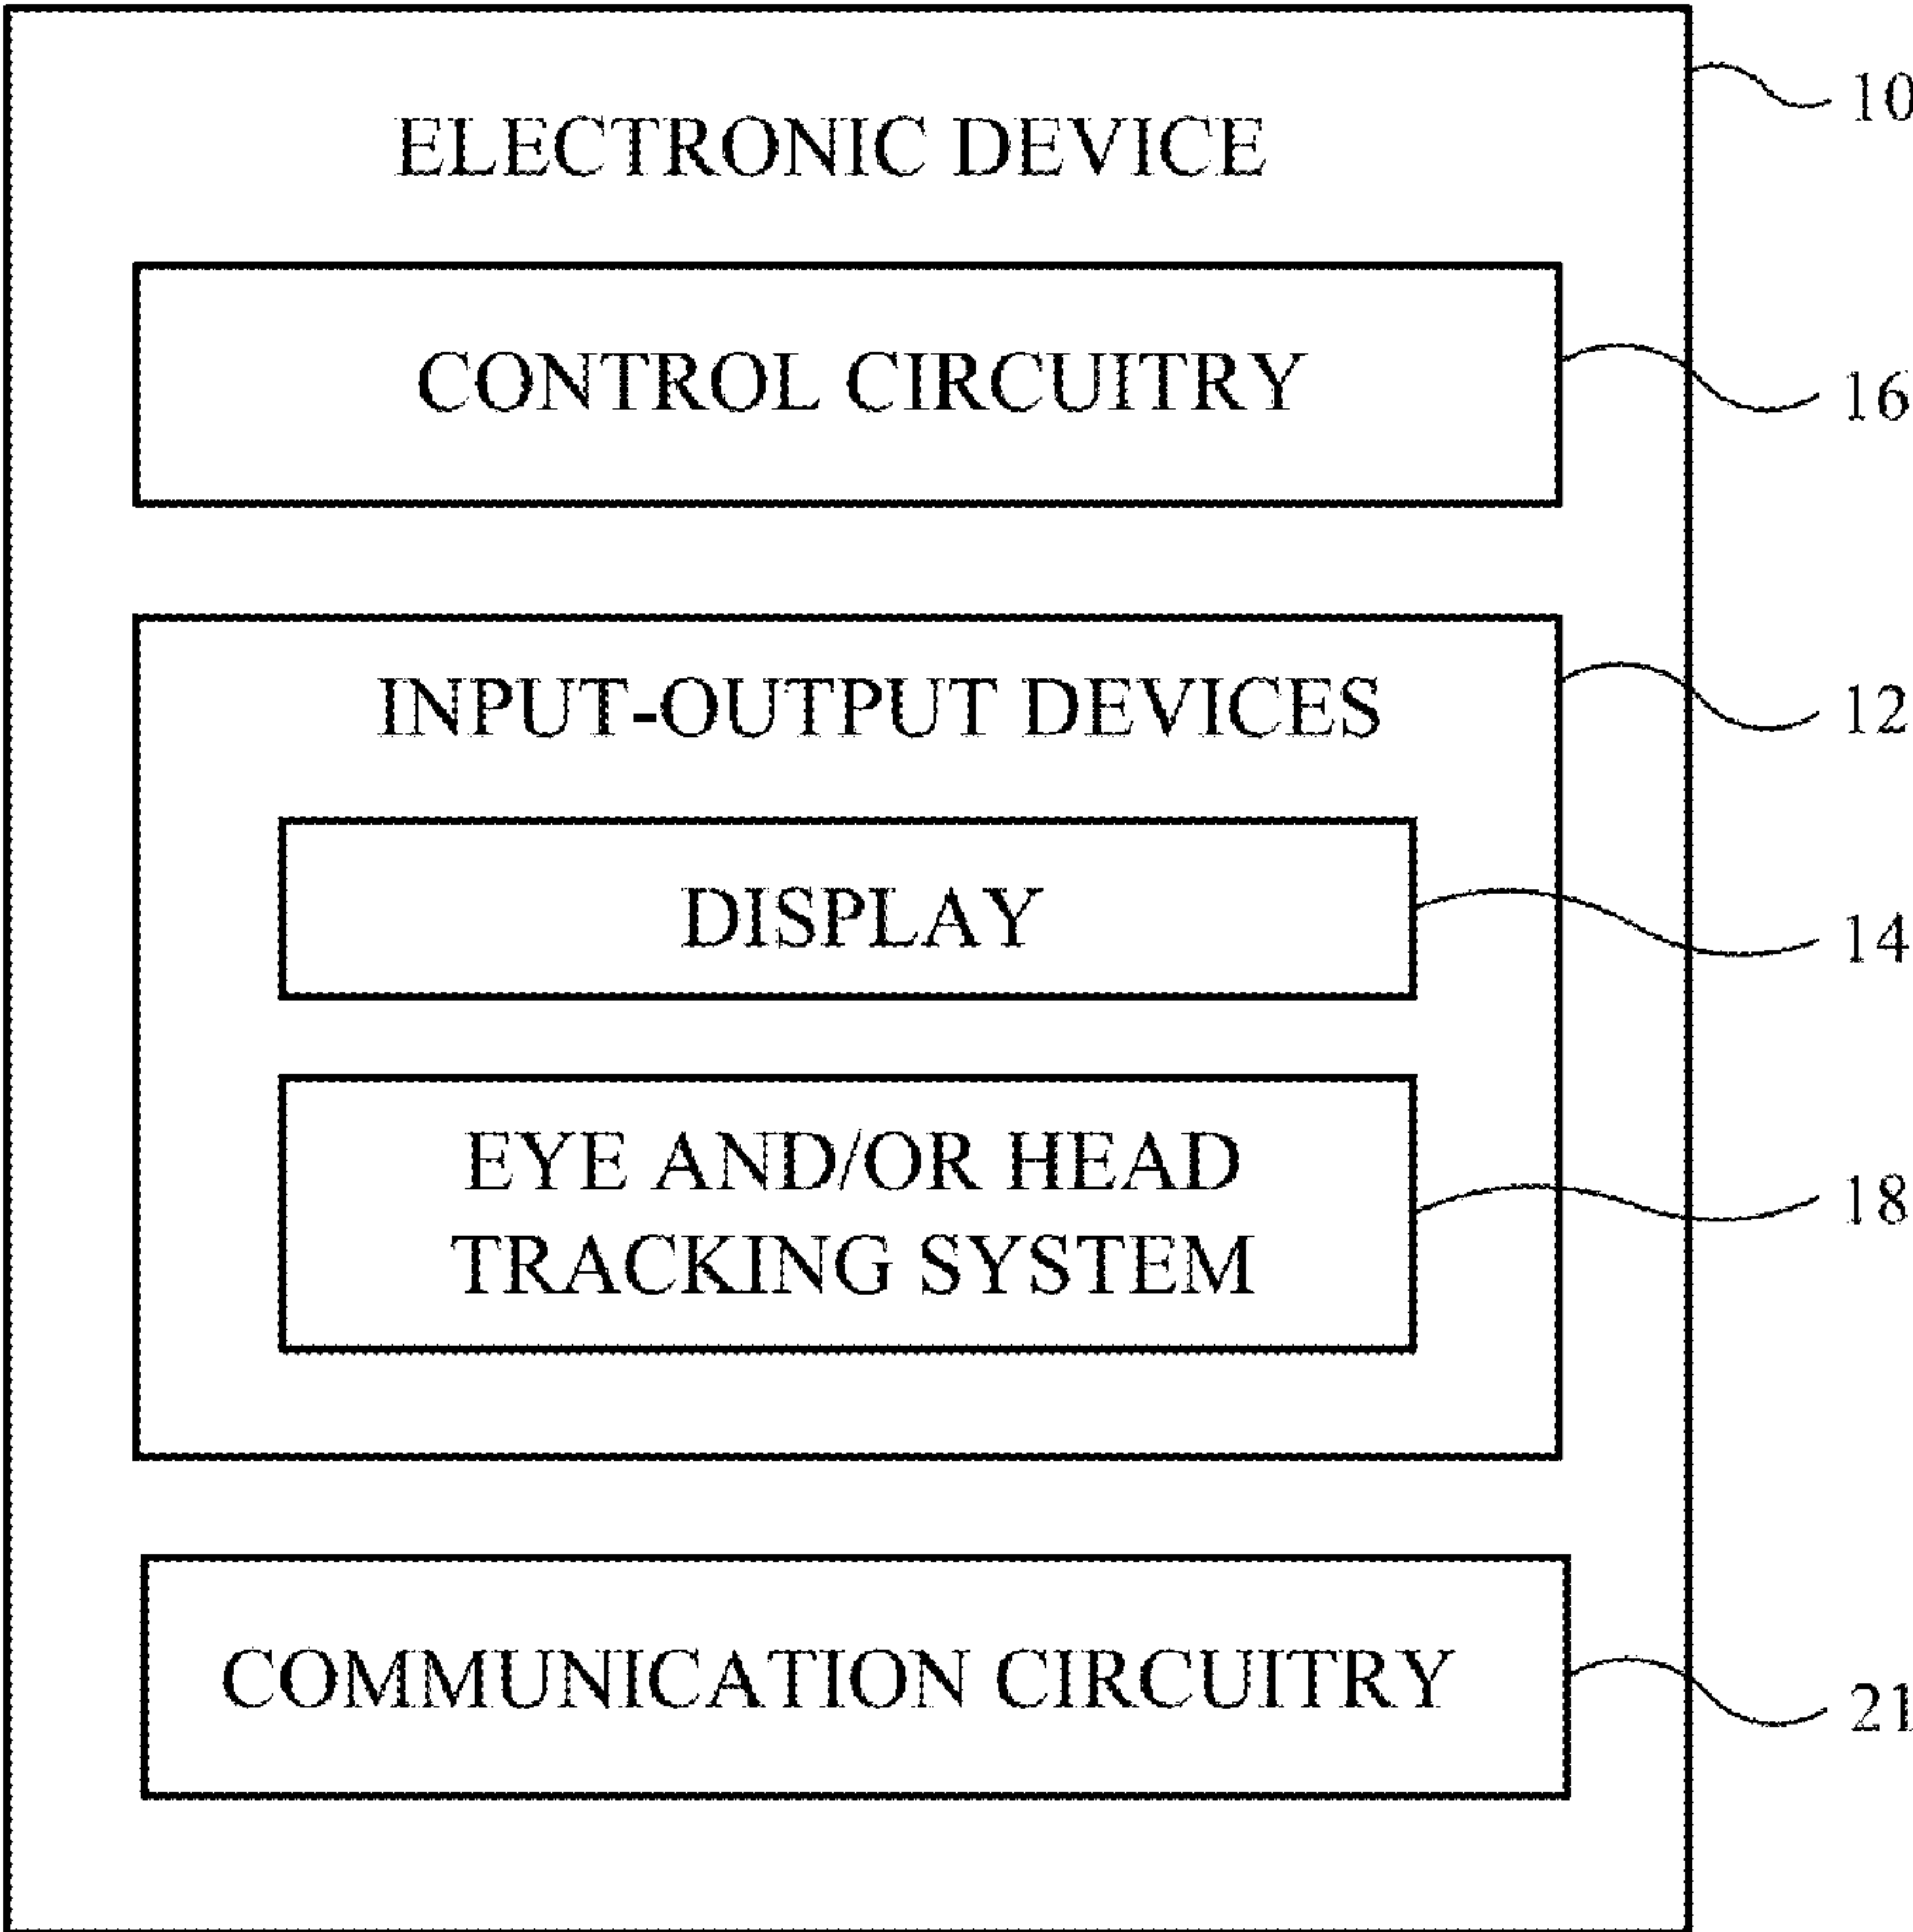 ELECTRONIC DEVICE
10
CONTROL CIRCUITRY
16
INPUT-OUTPUT DEVICES
12
DISPLAY
14
EYE AND/OR HEAD
TRACKING SYSTEM
18
COMMUNICATION CIRCUITRY
21